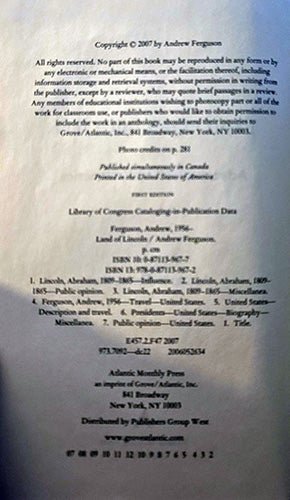 Copyright © 2007 by Andrew Ferguson
All rights reserved. No part of this book may be reproduced in any form or by
any electronic or mechanical means, or the facilitation thereof, including
information storage and retrieval systems, without permission in writing from
the publisher, except by a reviewer, who may quote brief passages in a review.
Any members of educational institutions wishing to photocopy part or all of the
work for classroom use, or publishers who would like to obtain permission to
include the work in an anthology, should send their inquiries to
Grove/Atlantic, Inc., 841 Broadway, New York, NY 10003.
Photo credits on p. 281
Published simultaneously in Canada
Printed in the United States of America
FIRST EDITION
Library of Congress Cataloging-in-Publication Data
Ferguson, Andrew, 1956–
Land of Lincoln / Andrew Ferguson.
p. cm
ISBN 10: 0-87113-967-7
ISBN 13: 978-0-87113-967-2
1. Lincoln, Abraham, 1809–1865—Influence. 2. Lincoln, Abraham, 1809–
1865—Public opinion. 3. Lincoln, Abraham, 1809–1865—Miscellanea.
4. Ferguson, Andrew, 1956—Travel—United States. 5. United States—
Description and travel. 6. Presidents—United States—Biography—
Miscellanea. 7. Public opinion—United States. I. Title.
E457.2.F47 2007
973.7092—dc22 2006052634
Atlantic Monthly Press
an imprint of Grove/Atlantic, Inc.
841 Broadway
New York, NY 10003
Distributed by Publishers Group West
www.groveatlantic.com
07 08 09 10 11 12 10 9 8 7 6 5 4 3 2